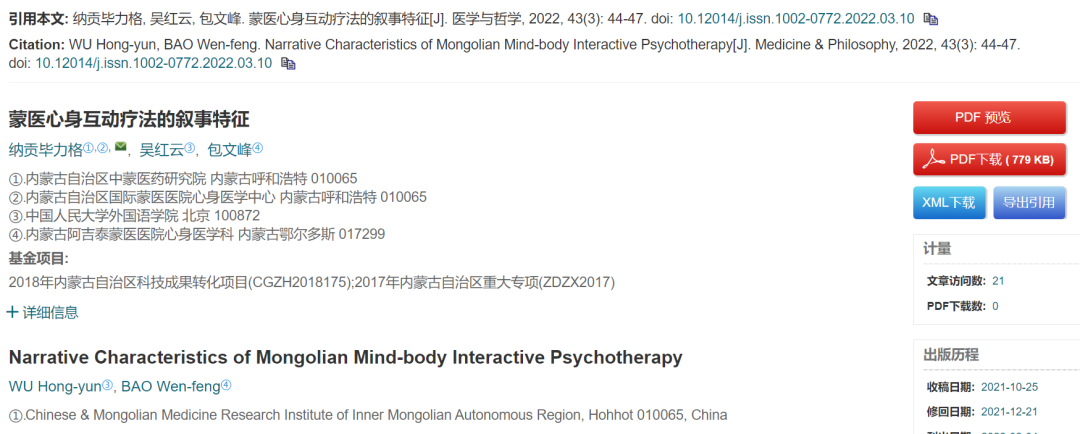 引用本文: 纳贡毕力格, 吴红云, 包文峰. 蒙医心身互动疗法的叙事特征[J]. 医学与哲学, 2022, 43(3): 44-47. doi: 10.12014/j.issn.1002-0772.2022.03.10
Citation: WU Hong-yun, BAO Wen-feng. Narrative Characteristics of Mongolian Mind-body Interactive Psychotherapy[J]. Medicine & Philosophy, 2022, 43(3): 44-47.
doi: 10.12014/j.issn.1002-0772.2022.03.10
蒙医心身互动疗法的叙事特征
纳贡毕力格①,②, , 吴红云③, 包文峰④
①.内蒙古自治区中蒙医药研究院 内蒙古呼和浩特 010065
②.内蒙古自治区国际蒙医医院心身医学中心 内蒙古呼和浩特 010065
③.中国人民大学外国语学院 北京 100872
④.内蒙古阿吉泰蒙医医院心身医学科 内蒙古鄂尔多斯 017299
基金项目:
2018年内蒙古自治区科技成果转化项目(CGZH2018175);2017年内蒙古自治区重大专项(ZDZX2017)
+ 详细信息
Narrative Characteristics of Mongolian Mind-body Interactive Psychotherapy
WU Hong-yun③, BAO Wen-feng④
①.Chinese & Mongolian Medicine Research Institute of Inner Mongolian Autonomous Region, Hohhot 010065, China
PDF 预览
PDF下载 ( 779 KB)
XML下载
导出引用
计量
文章访问数: 21
PDF下载数: 0
出版历程
收稿日期: 2021-10-25
修回日期: 2021-12-21